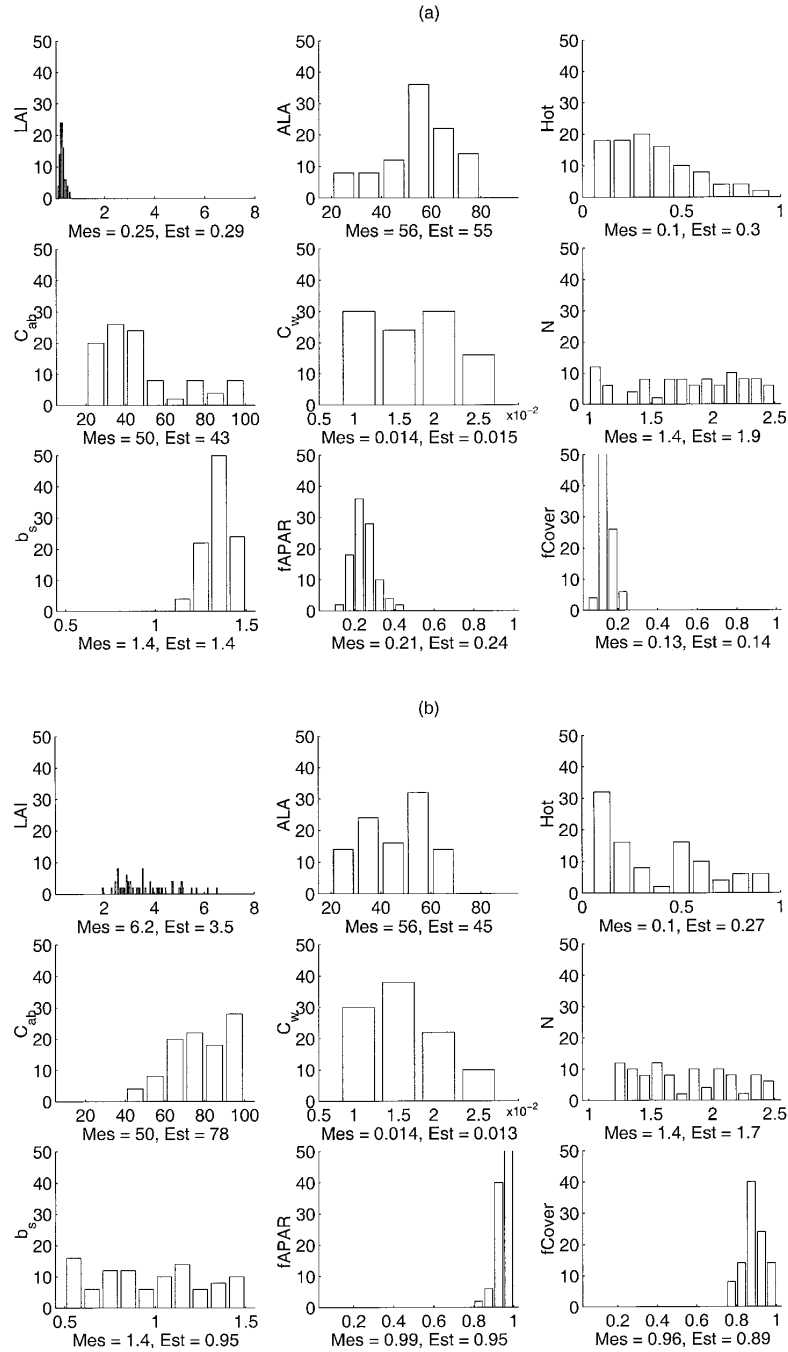 (a)
50 40 30 20 10 0
LAI
2 4 6 8
Mes = 0.25, Est = 0.29
50 40 30 20 10 0
ALA
20 40 60 80
Mes = 56, Est = 55
50 40 30 20 10 0
Hot
0 0.5 1
Mes = 0.1, Est = 0.3
50 40 30 20 10 0
Cab
20 40 60 80 100
Mes = 50, Est = 43
50 40 30 20 10 0
Cw
0.5 1 1.5 2 2.5 x10⁻²
Mes = 0.014, Est = 0.015
50 40 30 20 10 0
N
1 1.5 2 2.5
Mes = 1.4, Est = 1.9
50 40 30 20 10 0
bs
0.5 1 1.5
Mes = 1.4, Est = 1.4
50 40 30 20 10 0
fAPAR
0.2 0.4 0.6 0.8 1
Mes = 0.21, Est = 0.24
50 40 30 20 10 0
fCover
0.2 0.4 0.6 0.8 1
Mes = 0.13, Est = 0.14
(b)
50 40 30 20 10 0
LAI
2 4 6 8
Mes = 6.2, Est = 3.5
50 40 30 20 10 0
ALA
20 40 60 80
Mes = 56, Est = 45
50 40 30 20 10 0
Hot
0 0.5 1
Mes = 0.1, Est = 0.27
50 40 30 20 10 0
Cab
20 40 60 80 100
Mes = 50, Est = 78
50 40 30 20 10 0
Cw
0.5 1 1.5 2 2.5 x10⁻²
Mes = 0.014, Est = 0.013
50 40 30 20 10 0
N
1 1.5 2 2.5
Mes = 1.4, Est = 1.7
50 40 30 20 10 0
bs
0.5 1 1.5
Mes = 1.4, Est = 0.95
50 40 30 20 10 0
fAPAR
0.2 0.4 0.6 0.8 1
Mes = 0.99, Est = 0.95
50 40 30 20 10 0
fCover
0.2 0.4 0.6 0.8 1
Mes = 0.96, Est = 0.89